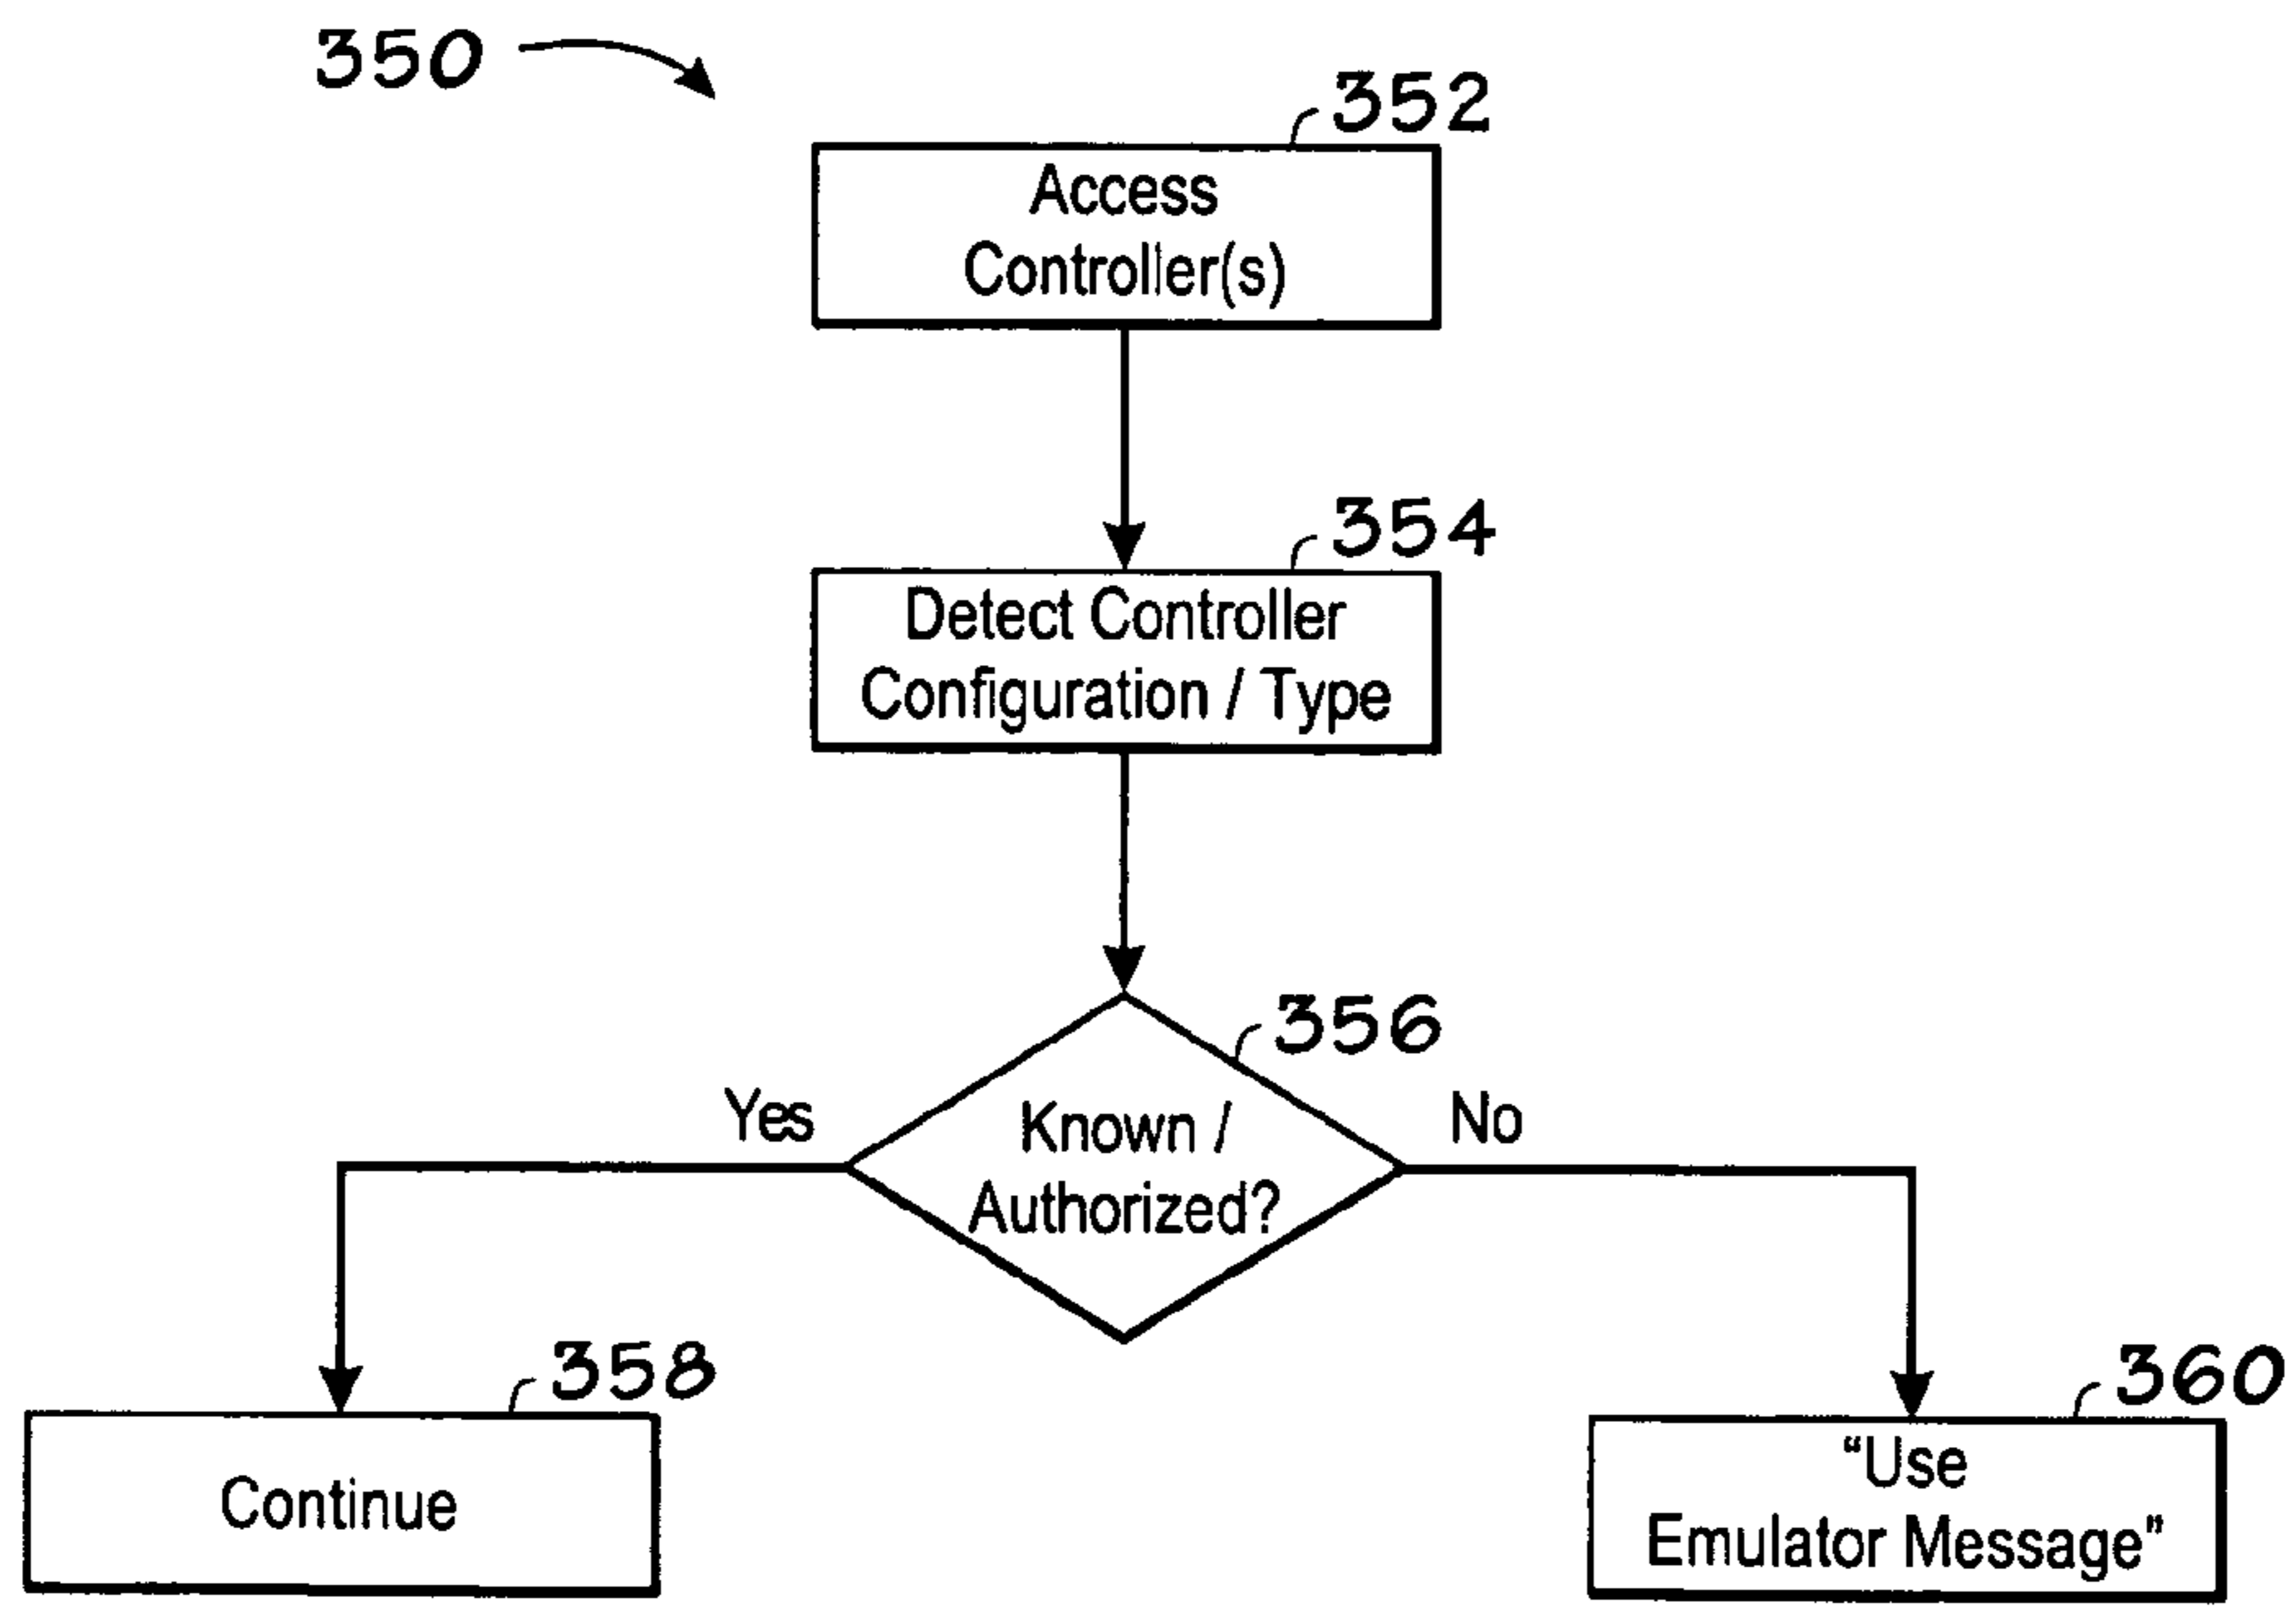 350
352
Access
Controller(s)
354
Detect Controller
Configuration / Type
356
Yes
Known /
Authorized?
No
358
Continue
360
“Use
Emulator Message”